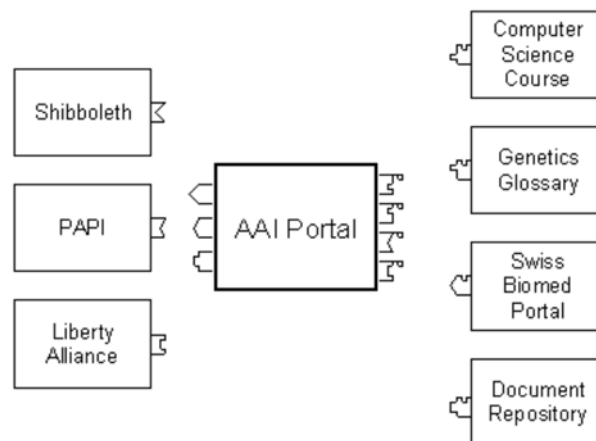 Shibboleth
PAPI
Liberty
Alliance
AAI Portal
Computer
Science
Course
Genetics
Glossary
Swiss
Biomed
Portal
Document
Repository